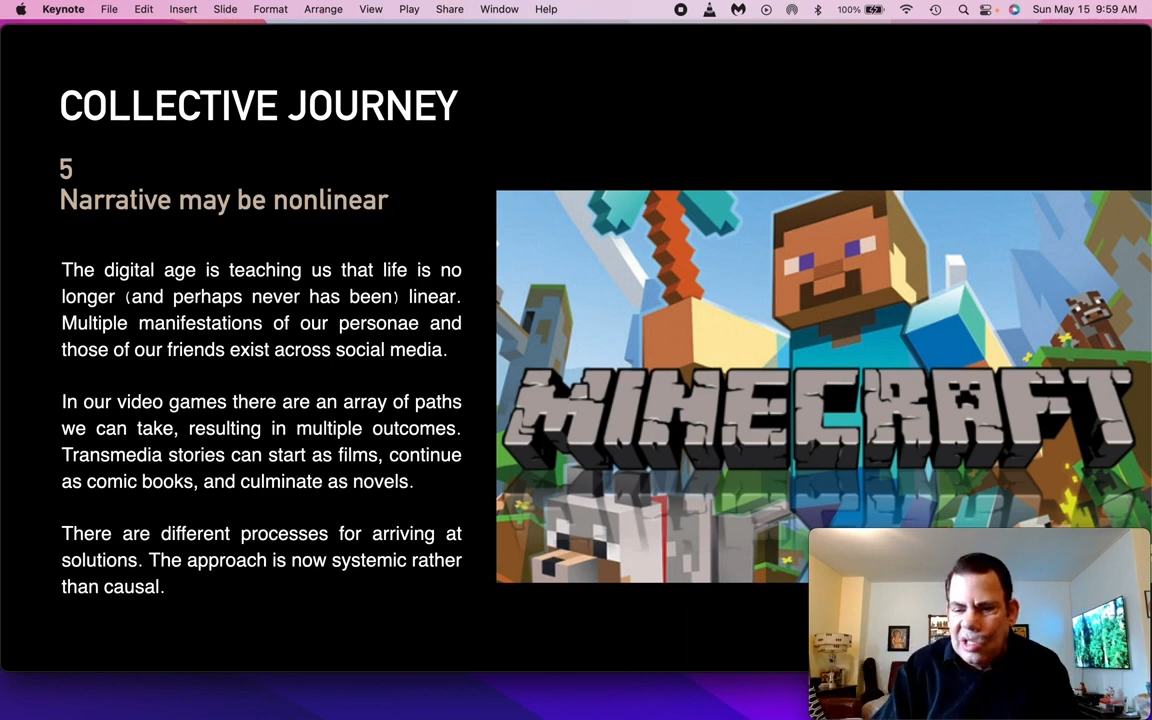 Keynote File Edit Insert Slide Format Arrange View Play Share Window Help 100% Sun May 15 9:59 AM
COLLECTIVE JOURNEY
5
Narrative may be nonlinear
The digital age is teaching us that life is no
longer (and perhaps never has been) linear.
Multiple manifestations of our personae and
those of our friends exist across social media.
In our video games there are an array of paths
we can take, resulting in multiple outcomes.
Transmedia stories can start as films, continue
as comic books, and culminate as novels.
There are different processes for arriving at
solutions. The approach is now systemic rather
than causal.
MINECRAFT